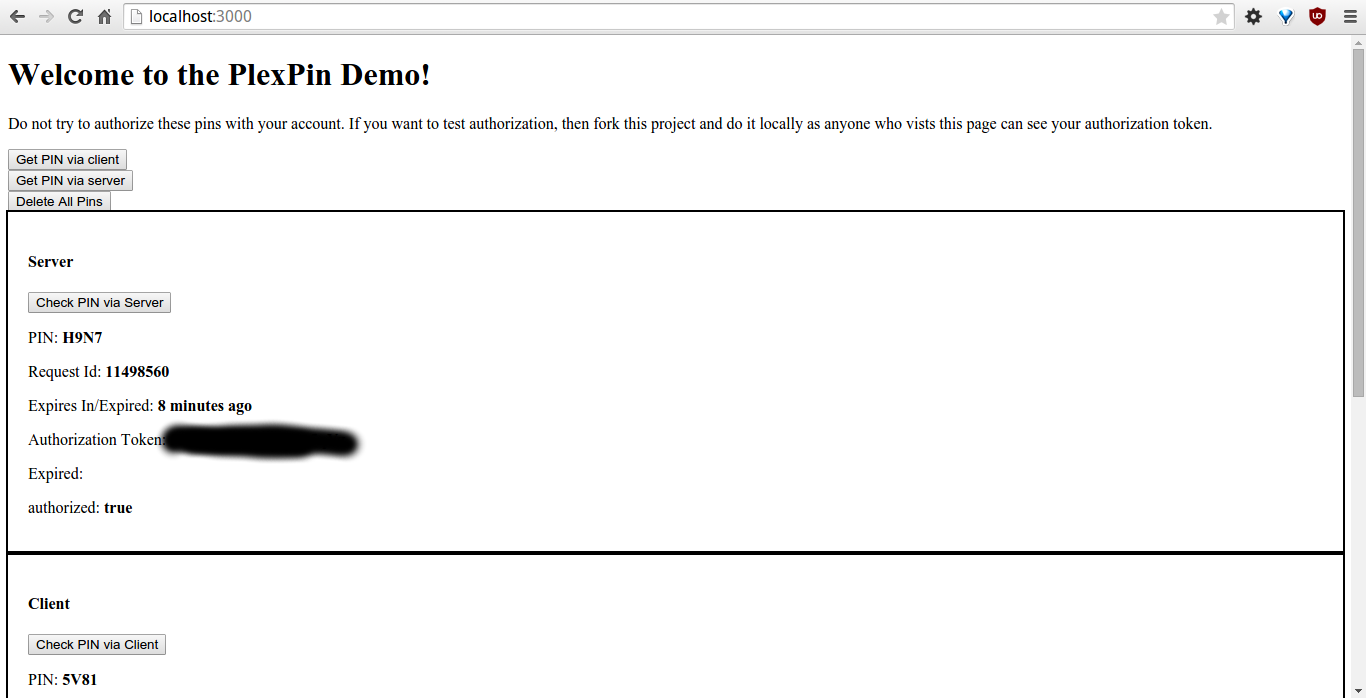 localhost:3000
Welcome to the PlexPin Demo!
Do not try to authorize these pins with your account. If you want to test authorization, then fork this project and do it locally as anyone who vists this page can see your authorization token.
Get PIN via client
Get PIN via server
Delete All Pins
Server
Check PIN via Server
PIN: H9N7
Request Id: 11498560
Expires In/Expired: 8 minutes ago
Authorization Token:
Expired:
authorized: true
Client
Check PIN via Client
PIN: 5V81